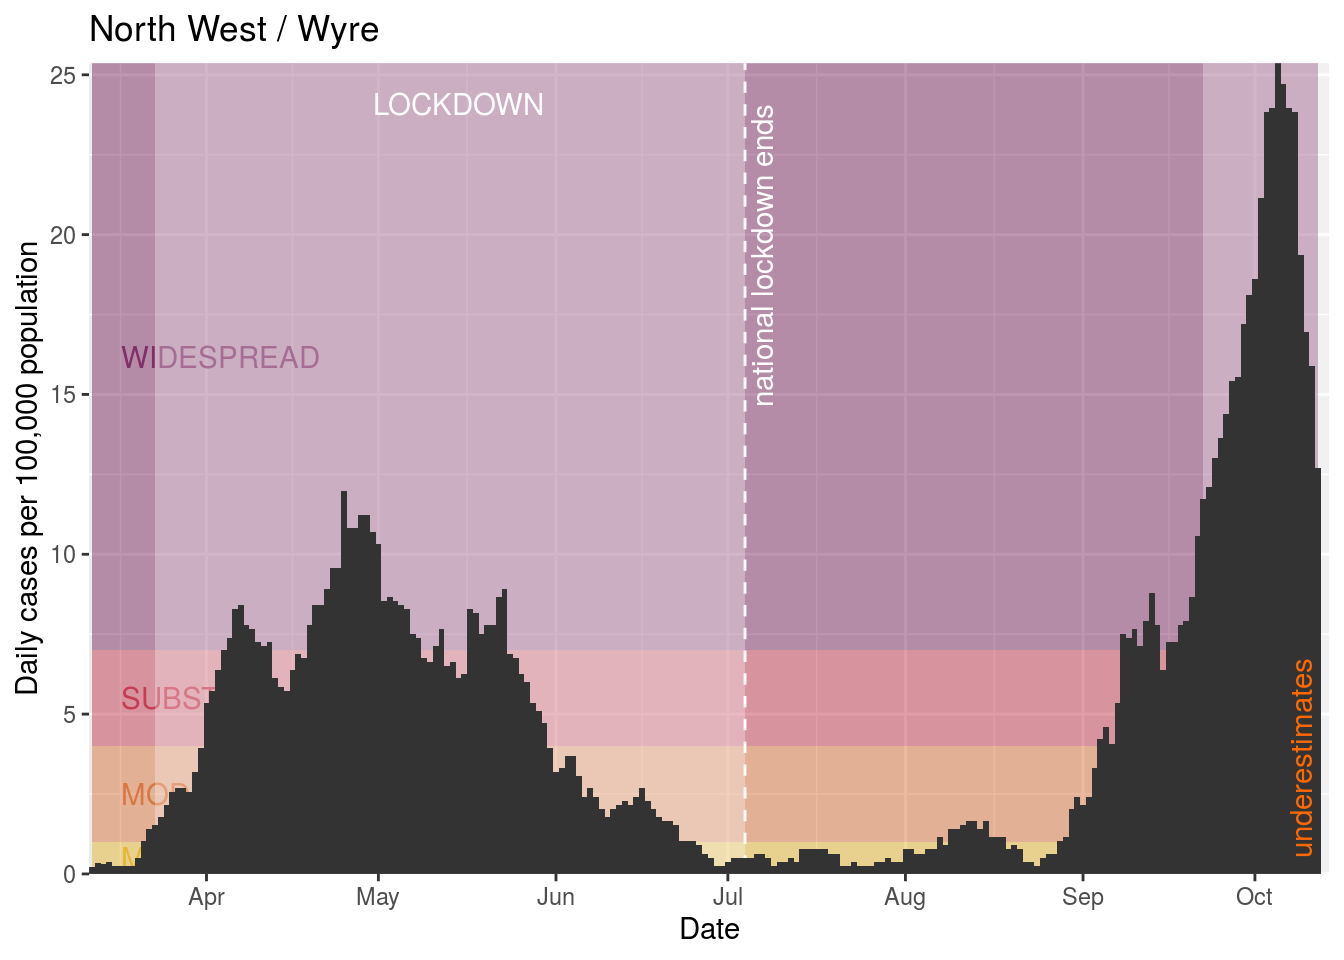 North West / Wyre
Daily cases per 100,000 population
25
20
15
10
5
0
LOCKDOWN
national lockdown ends
WIDESPREAD
SUBST
MOD
M
underestimates
Apr
May
Jun
Jul
Aug
Sep
Oct
Date